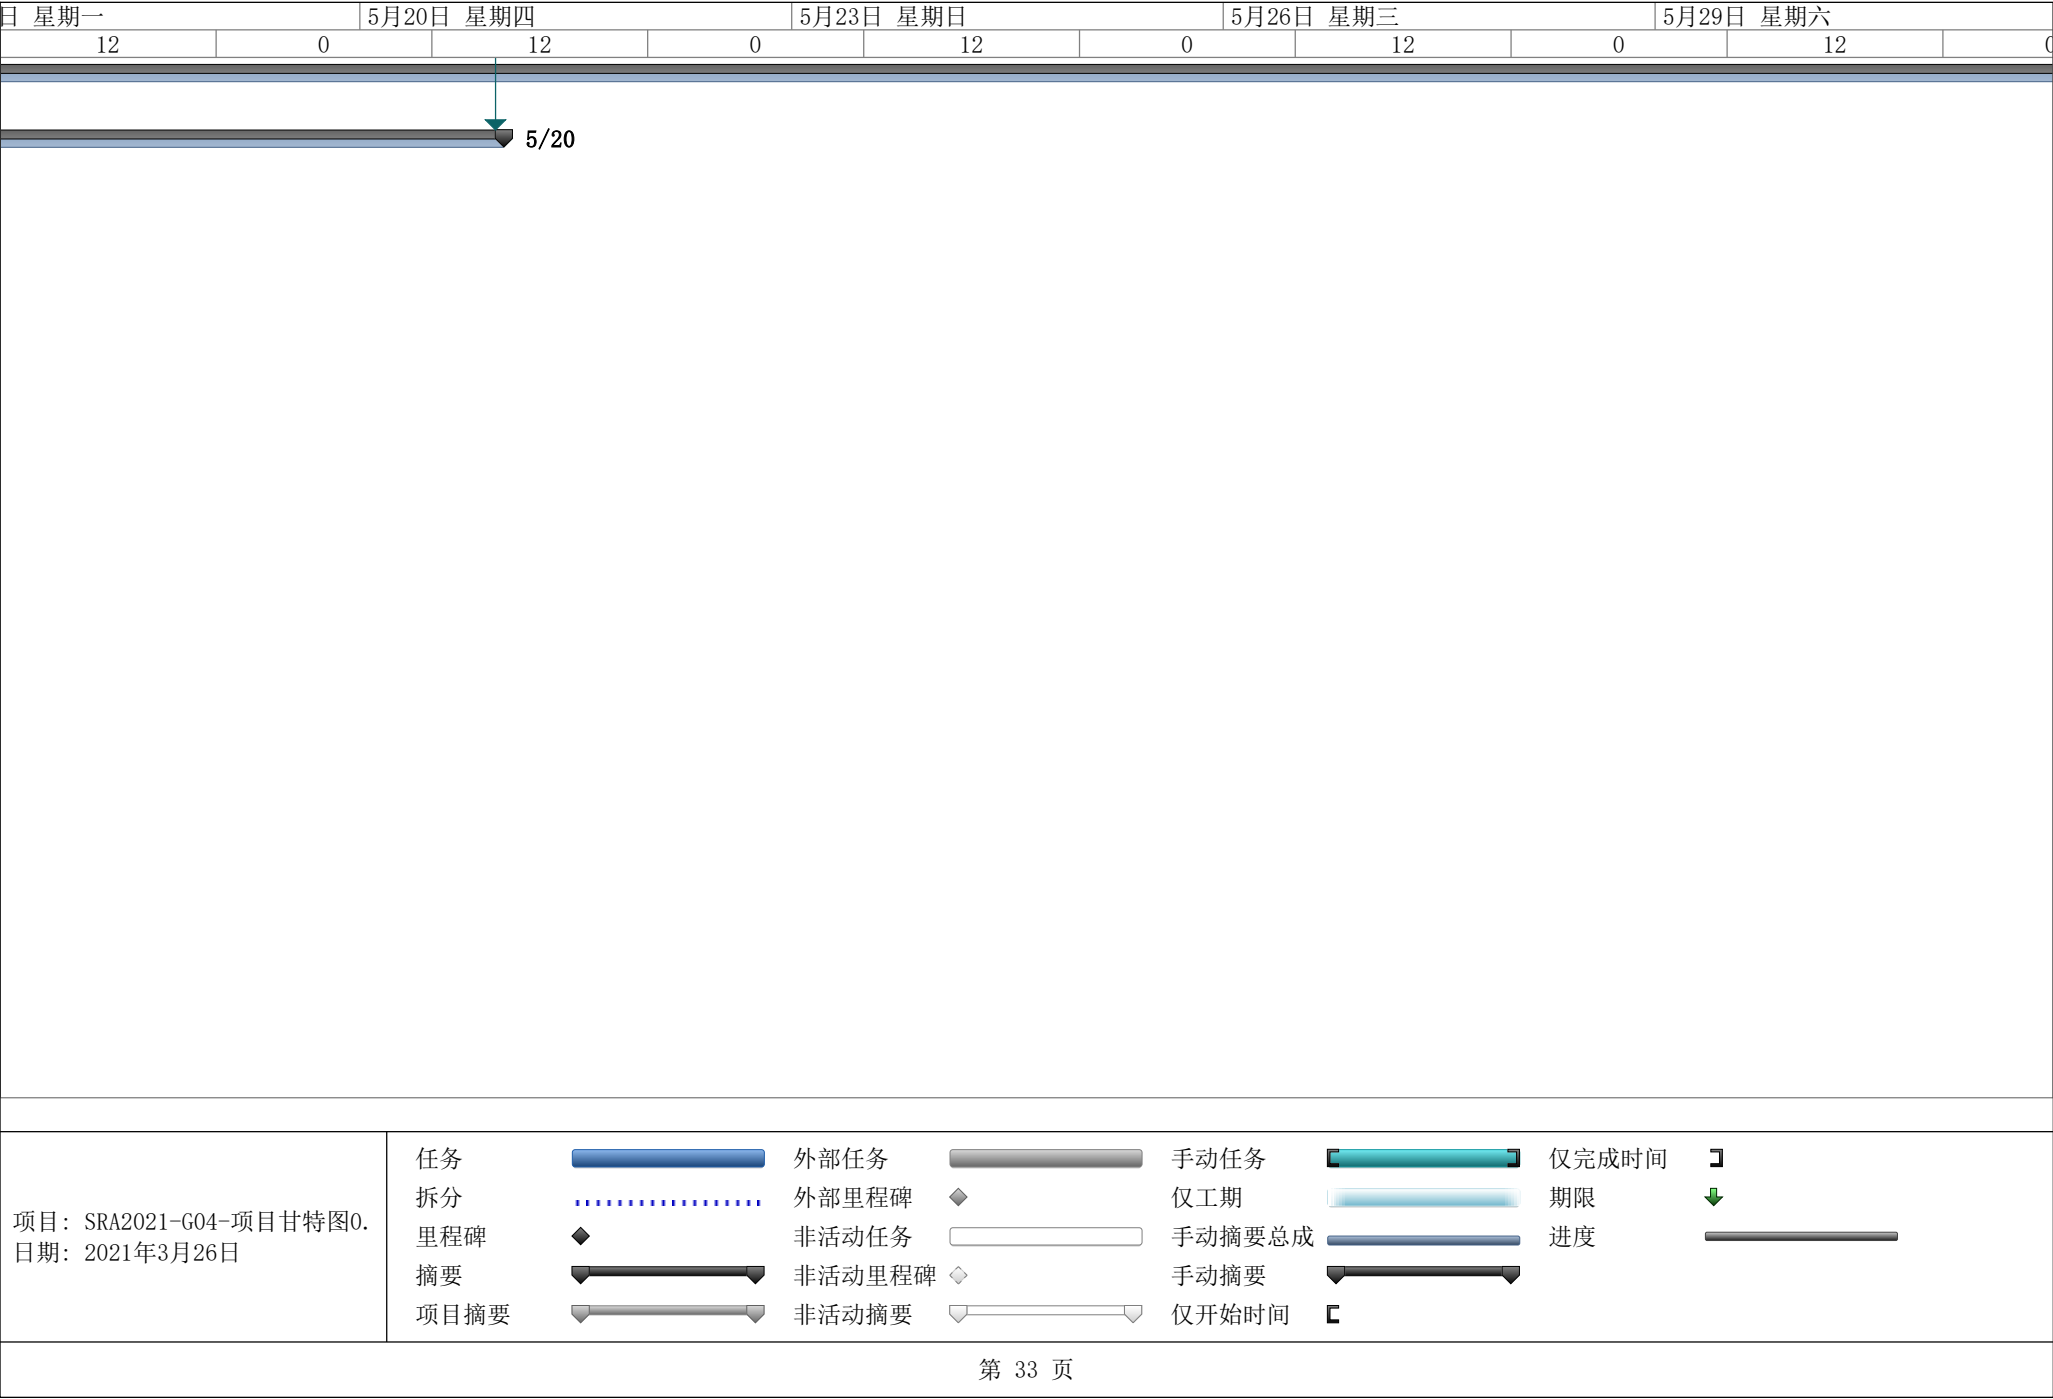 日 星期一 5月20日 星期四 5月23日 星期日 5月26日 星期三 5月29日 星期六
12 0 12 0 12 0 12 0 12 0
5/20
任务 外部任务 手动任务 仅完成时间
拆分 外部里程碑 仅工期 期限
里程碑 非活动任务 手动摘要总成 进度
摘要 非活动里程碑 手动摘要
项目摘要 非活动摘要 仅开始时间
项目: SRA2021-G04-项目甘特图0.
日期: 2021年3月26日
第 33 页